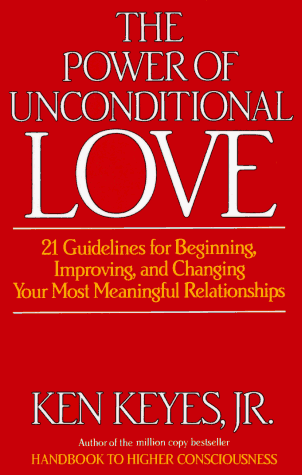 THE
POWER OF
UNCONDITIONAL
LOVE
21 Guidelines for Beginning,
Improving, and Changing
Your Most Meaningful Relationships
KEN KEYES, JR.
Author of the million copy bestseller
HANDBOOK TO HIGHER CONSCIOUSNESS